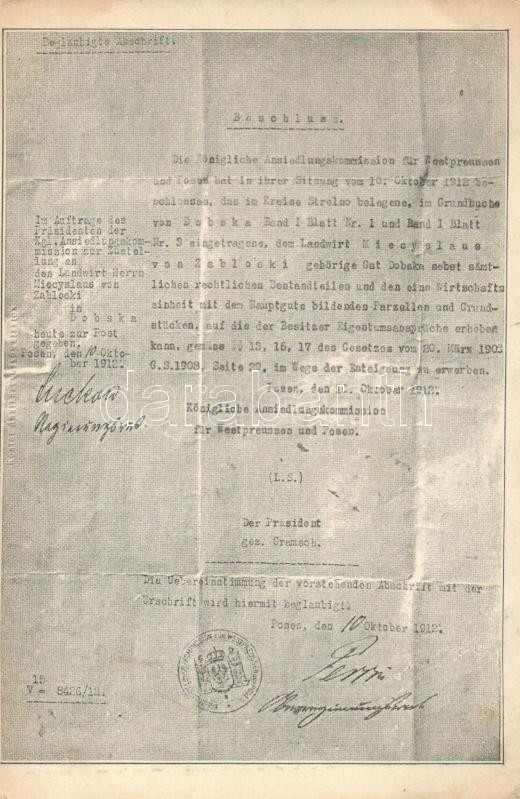 Beglaubigte Abschrift.
Beschluss.
Die Königliche Ansiedlungskommission für Westpreussen
und Posen hat in ihrer Sitzung vom 10. Oktober 1912 be-
schlossen, das im Kreise Strelno belegene, im Grundbuche
von Dobska Band I Blatt Nr. 1 und Band I Blatt
Nr. 3 eingetragene, dem Landwirt Miecyslaus
von Zablocki gehörige Gut Dobska nebst sämt-
lichen rechtlichen Bestandteilen und den eine Wirtschafts
einheit mit dem Hauptgute bildenden Parzellen und Grund-
stücken, auf die der Besitzer Eigentumsansprüche erheben
kann, gemäss §§ 13, 15, 17 des Gesetzes vom 20. März 1908
G.S.1908, Seite 29, im Wege der Enteignung zu erwerben.
Posen, den 10. Oktober 1912.
Königliche Ansiedlungskommission
für Westpreussen und Posen.
(L.S.)
Der Präsident
gez. Gramsch.
Im Auftrage des
Präsidenten der
Kgl. Ansiedlungskom-
mission zur Zustel-
lung an
den Landwirt Herrn
Miecyslaus von
Zablocki
in
Dobska
heute zur Post
gegeben.
Posen, den 10. Okto-
ber 1912.
Suckow
Regierungsrat.
Die Uebereinstimmung der vorstehenden Abschrift mit der
Urschrift wird hiermit beglaubigt.
Posen, den 10 Oktober 1912.
15
V – 8426/12.
darabanth